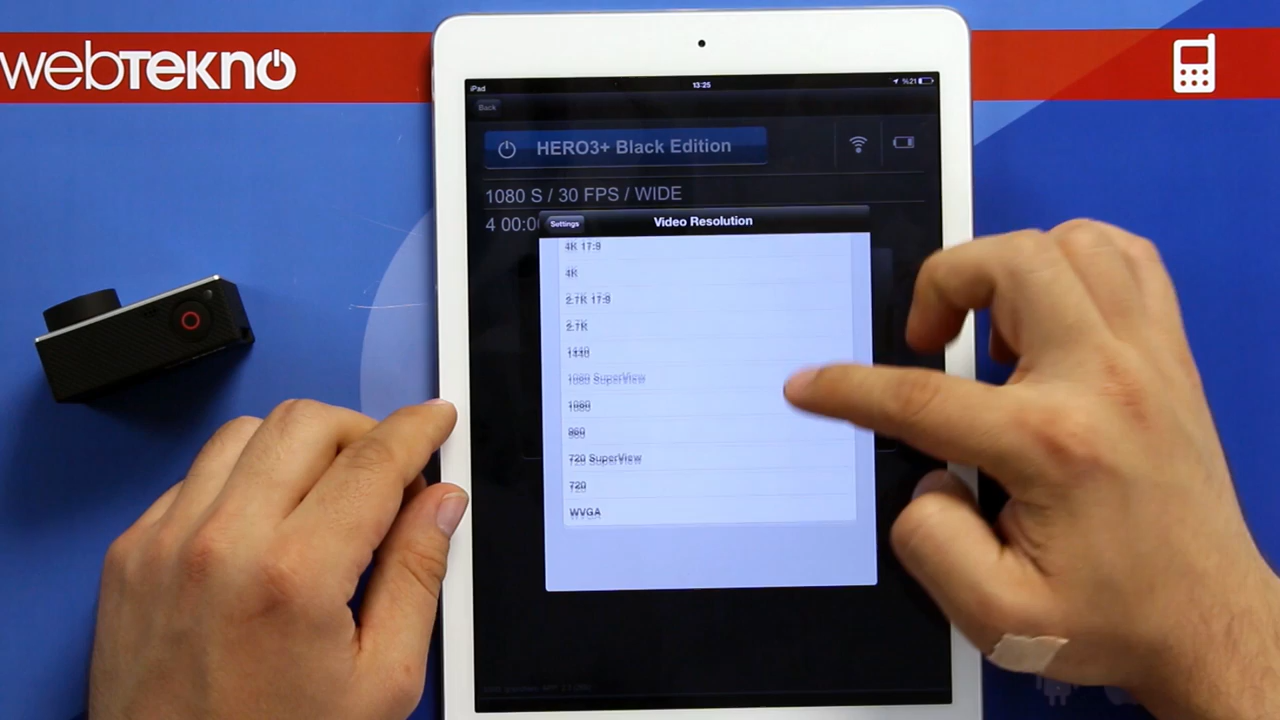 webTEKNO
iPad 13:25 %21
Back
HERO3+ Black Edition
1080 S / 30 FPS / WIDE
4 00:0
Settings Video Resolution
4K 17:9
4K
2.7K 17:9
2.7K
1440
1080 SuperView
1080
960
720 SuperView
720
WVGA